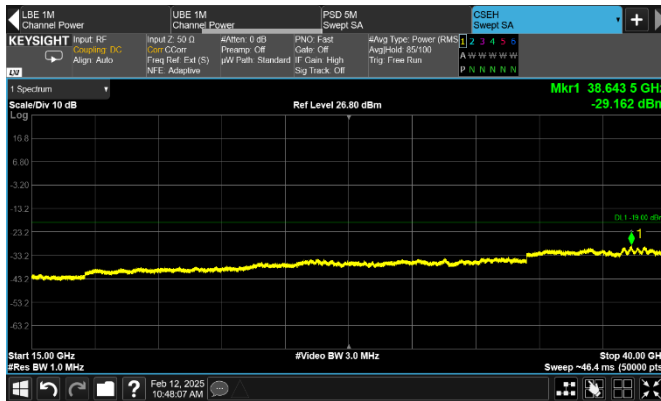 LBE 1M
Channel Power
UBE 1M
Channel Power
PSD 5M
Swept SA
CSEH
Swept SA
KEYSIGHT
Input: RF
Coupling: DC
Align: Auto
Input Z: 50 Ω
Corr CCorr
Freq Ref: Ext (S)
NFE: Adaptive
#Atten: 0 dB
Preamp: Off
µW Path: Standard
PNO: Fast
Gate: Off
IF Gain: High
Sig Track: Off
#Avg Type: Power (RMS
Avg|Hold: 85/100
Trig: Free Run
1 2 3 4 5 6
A W W W W W
P N N N N N
LXI
1 Spectrum
Scale/Div 10 dB
Ref Level 26.80 dBm
Mkr1 38.643 5 GHz
-29.162 dBm
Log
16.8
6.80
-3.20
-13.2
DL1 -19.00 dBm
-23.2
1
-33.2
-43.2
-53.2
-63.2
Start 15.00 GHz
#Video BW 3.0 MHz
Stop 40.00 GH
#Res BW 1.0 MHz
Sweep ~46.4 ms (50000 pts
?
Feb 12, 2025
10:48:07 AM